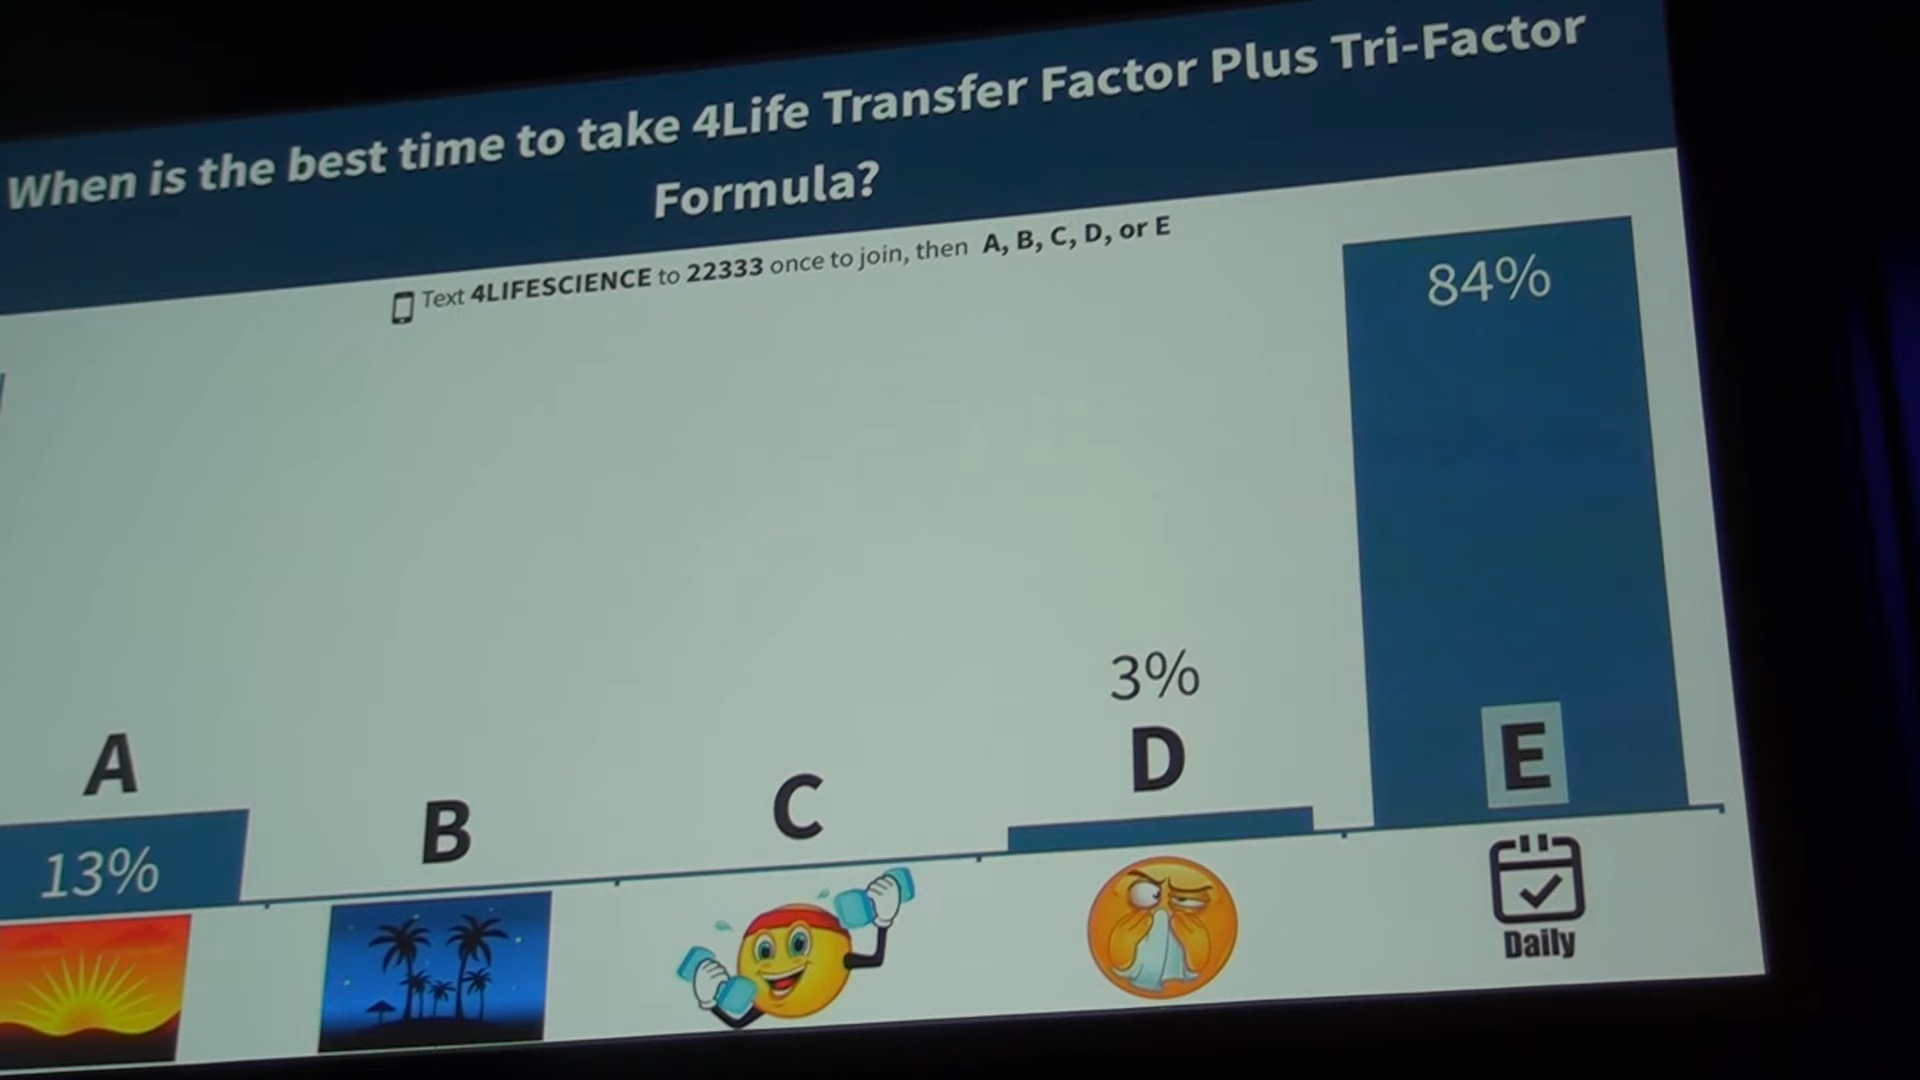 When is the best time to take 4Life Transfer Factor Plus Tri-Factor
Formula?
Text 4LIFESCIENCE to 22333 once to join, then A, B, C, D, or E
84%
3%
A
B
C
D
E
13%
Daily